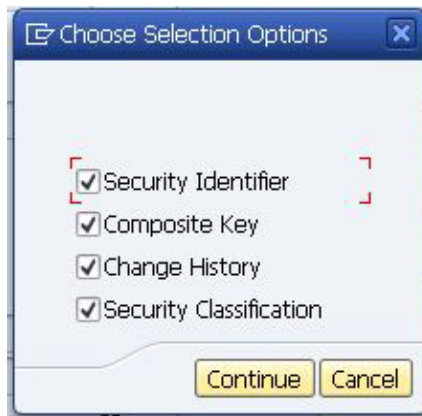 Choose Selection Options
Security Identifier
Composite Key
Change History
Security Classification
Continue Cancel